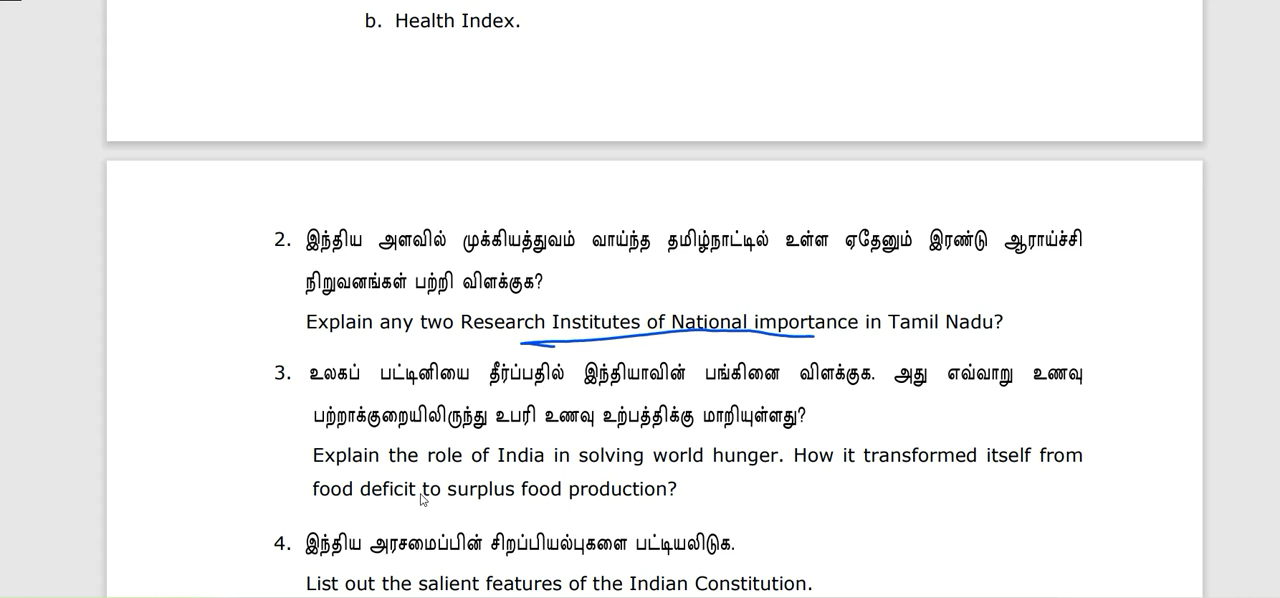 b. Health Index.
2. இந்திய அளவில் முக்கியத்துவம் வாய்ந்த தமிழ்நாட்டில் உள்ள ஏதேனும் இரண்டு ஆராய்ச்சி
நிறுவனங்கள் பற்றி விளக்குக?
Explain any two Research Institutes of National importance in Tamil Nadu?
3. உலகப் பட்டினியை தீர்ப்பதில் இந்தியாவின் பங்கினை விளக்குக. அது எவ்வாறு உணவு
பற்றாக்குறையிலிருந்து உபரி உணவு உற்பத்திக்கு மாறியுள்ளது?
Explain the role of India in solving world hunger. How it transformed itself from
food deficit to surplus food production?
4. இந்திய அரசமைப்பின் சிறப்பியல்புகளை பட்டியலிடுக.
List out the salient features of the Indian Constitution.